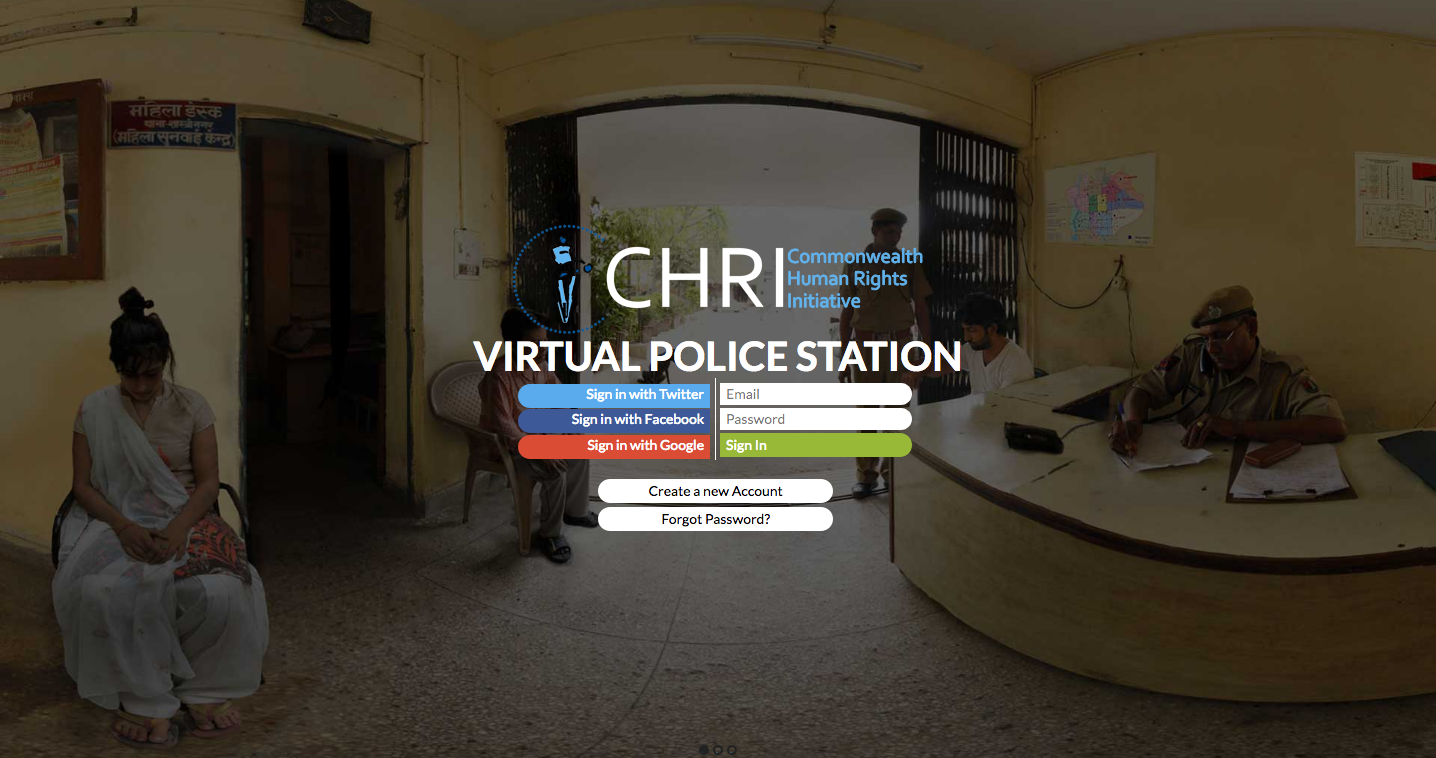 महिला डेस्क
थाना-शास्त्रीनगर
(महिला सुनवाई केन्द्र)
CHRI
Commonwealth
Human Rights
Initiative
VIRTUAL POLICE STATION
Sign in with Twitter
Email
Sign in with Facebook
Password
Sign in with Google
Sign In
Create a new Account
Forgot Password?